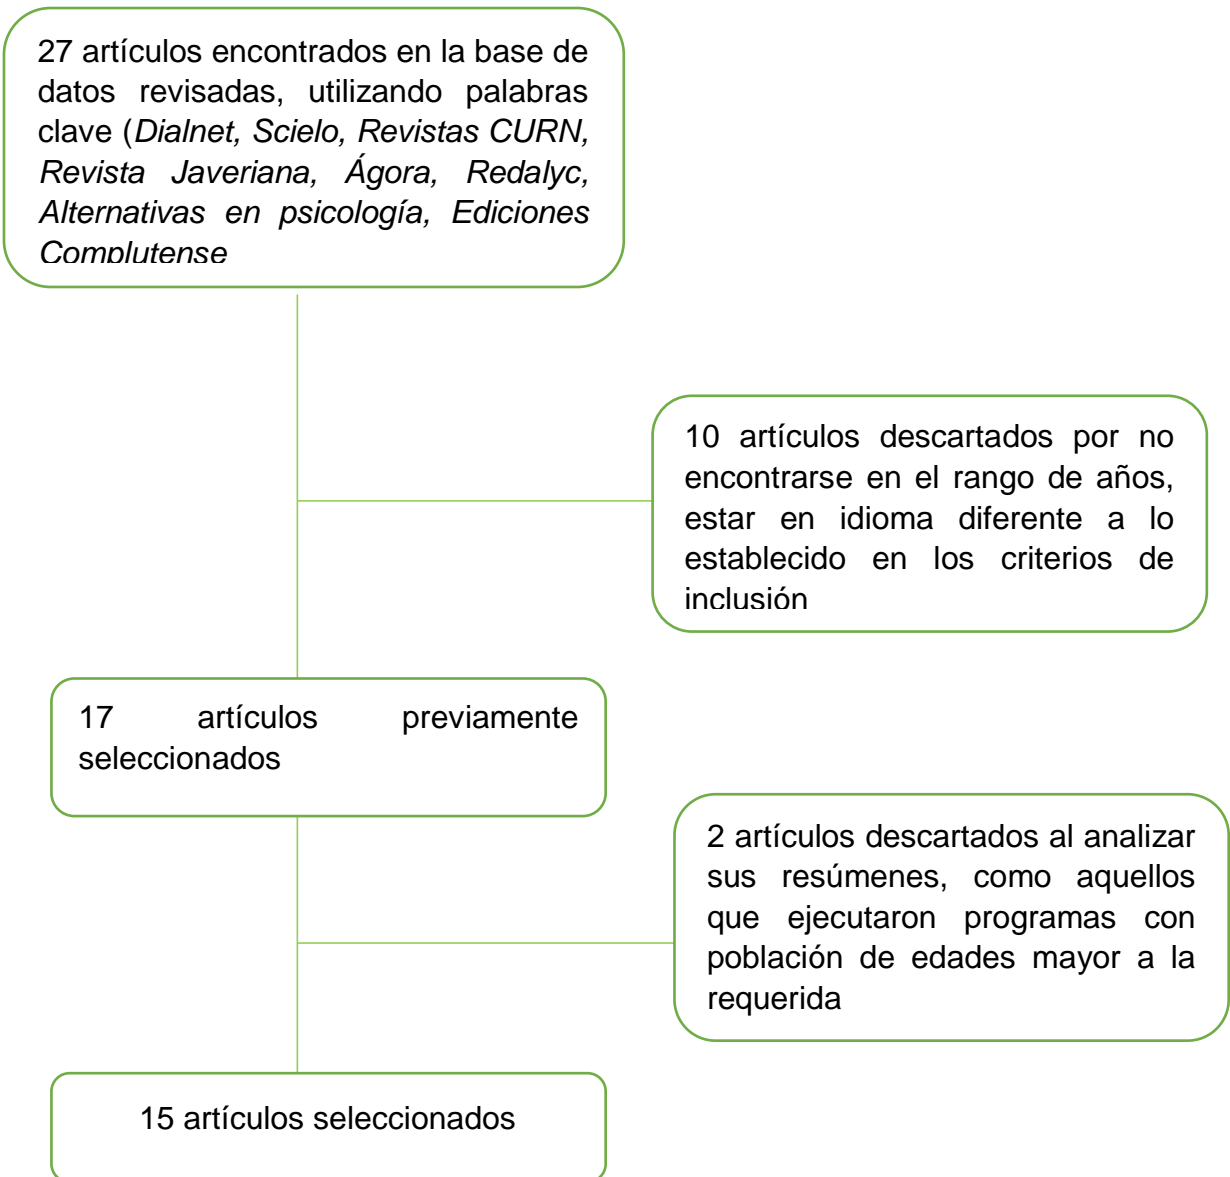 27 artículos encontrados en la base de
datos revisadas, utilizando palabras
clave (Dialnet, Scielo, Revistas CURN,
Revista Javeriana, Ágora, Redalyc,
Alternativas en psicología, Ediciones
Complutense
10 artículos descartados por no
encontrarse en el rango de años,
estar en idioma diferente a lo
establecido en los criterios de
inclusión
17 artículos previamente
seleccionados
2 artículos descartados al analizar
sus resúmenes, como aquellos
que ejecutaron programas con
población de edades mayor a la
requerida
15 artículos seleccionados